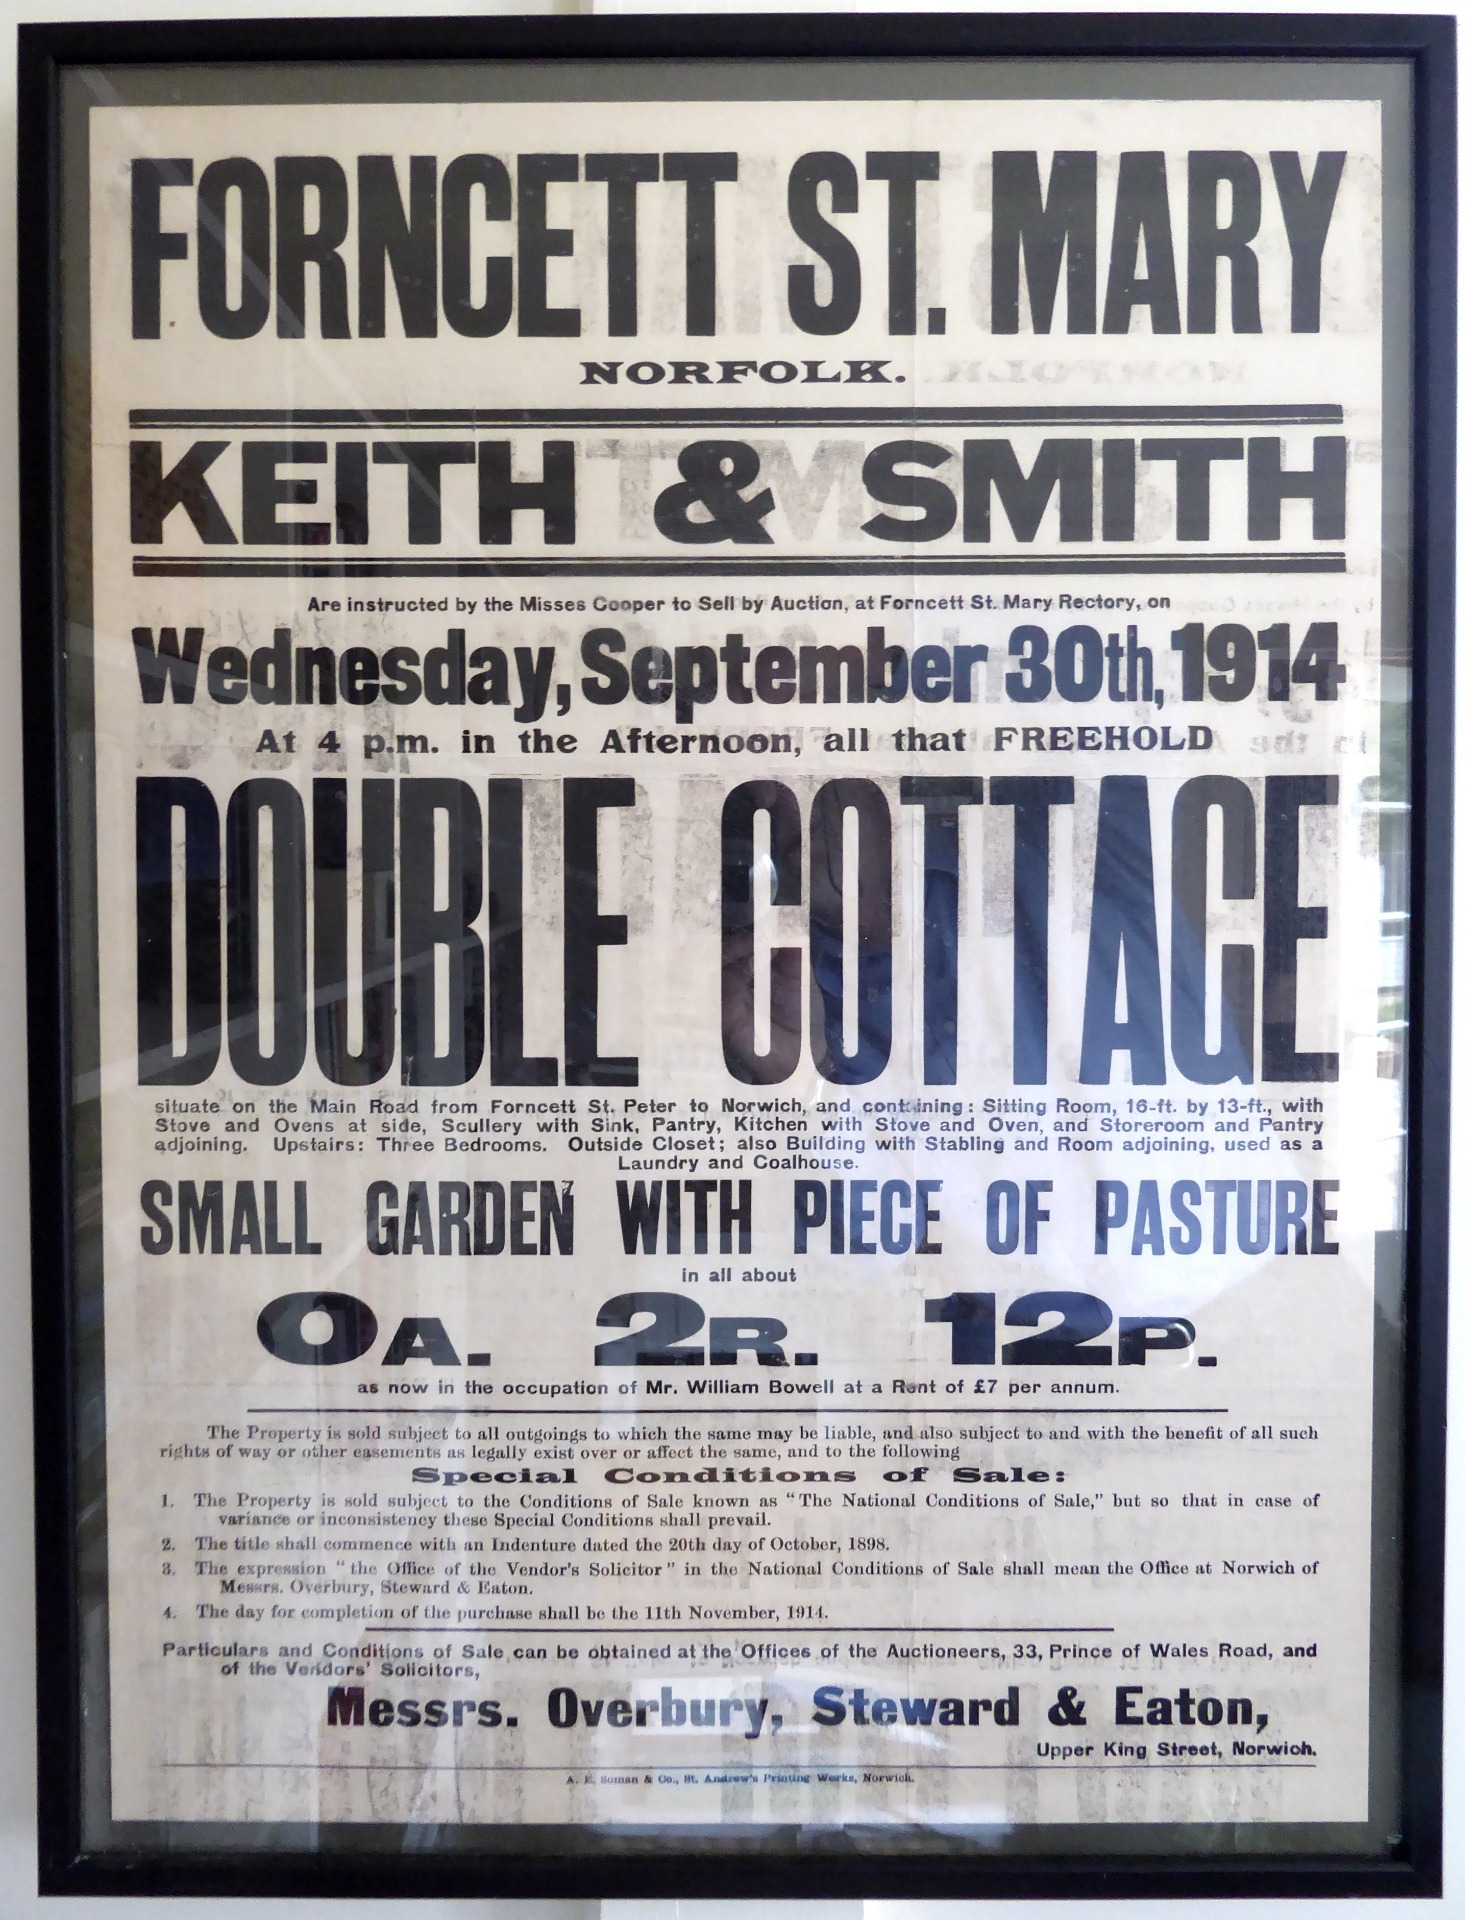 FORNCETT ST. MARY
NORFOLK.
KEITH & SMITH
Are instructed by the Misses Cooper to Sell by Auction, at Forncett St. Mary Rectory, on
Wednesday, September 30th, 1914
At 4 p.m. in the Afternoon, all that FREEHOLD
DOUBLE COTTAGE
situate on the Main Road from Forncett St. Peter to Norwich, and containing: Sitting Room, 16-ft. by 13-ft., with
Stove and Ovens at side, Scullery with Sink, Pantry, Kitchen with Stove and Oven, and Storeroom and Pantry
adjoining. Upstairs: Three Bedrooms. Outside Closet; also Building with Stabling and Room adjoining, used as a
Laundry and Coalhouse.
SMALL GARDEN WITH PIECE OF PASTURE
in all about
0A. 2R. 12P.
as now in the occupation of Mr. William Bowell at a Rent of £7 per annum.
The Property is sold subject to all outgoings to which the same may be liable, and also subject to and with the benefit of all such
rights of way or other easements as legally exist over or affect the same, and to the following
Special Conditions of Sale:
1. The Property is sold subject to the Conditions of Sale known as "The National Conditions of Sale," but so that in case of
variance or inconsistency these Special Conditions shall prevail.
2. The title shall commence with an Indenture dated the 20th day of October, 1898.
3. The expression "the Office of the Vendor's Solicitor" in the National Conditions of Sale shall mean the Office at Norwich of
Messrs. Overbury, Steward & Eaton.
4. The day for completion of the purchase shall be the 11th November, 1914.
Particulars and Conditions of Sale can be obtained at the Offices of the Auctioneers, 33, Prince of Wales Road, and
of the Vendors' Solicitors,
Messrs. Overbury, Steward & Eaton,
Upper King Street, Norwich.
A. E. Soman & Co., St. Andrew's Printing Works, Norwich.